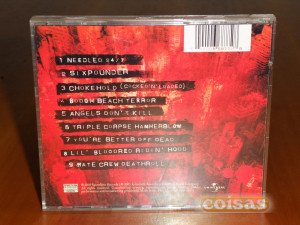 1 NEEDLED 24/7
2 SIXPOUNDER
3 CHOKEHOLD (COCKED N' LOADED)
4 BODOM BEACH TERROR
5 ANGELS DON'T KILL
6 TRIPLE CORPSE HAMMERBLOW
7 YOU'RE BETTER OFF DEAD
8 LIL' BLOODRED RIDIN' HOOD
9 HATE CREW DEATHROLL
coisas